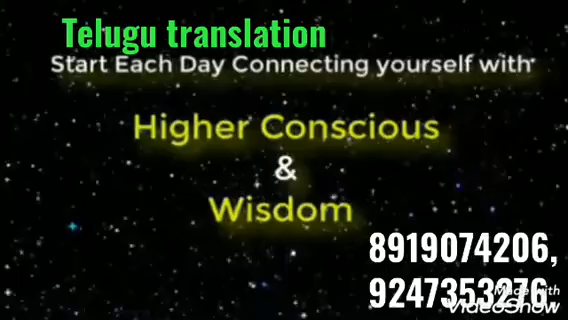 Telugu translation
Start Each Day Connecting yourself with
Higher Conscious
&
Wisdom
8919074206,
9247353276,
Made with
VideoShow